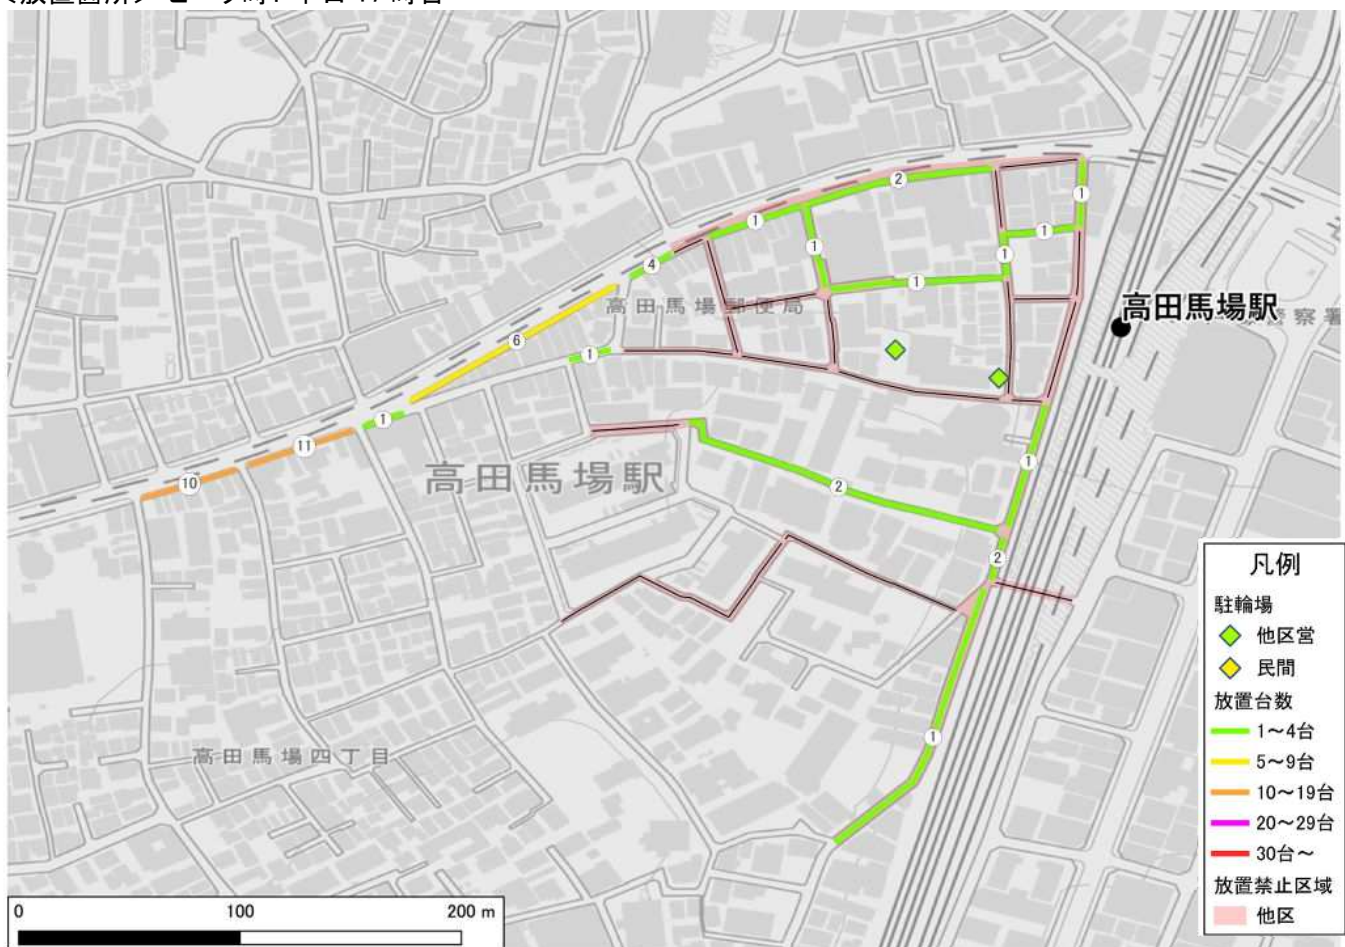 2
1
1
1
1
4
1
1
高田馬場郵便局
高田馬場駅
6
1
1
11
10
高田馬場駅
1
2
2
1
高田馬場四丁目
凡例
駐輪場
他区営
民間
放置台数
1～4台
5～9台
10～19台
20～29台
30台～
放置禁止区域
他区
0 100 200 m